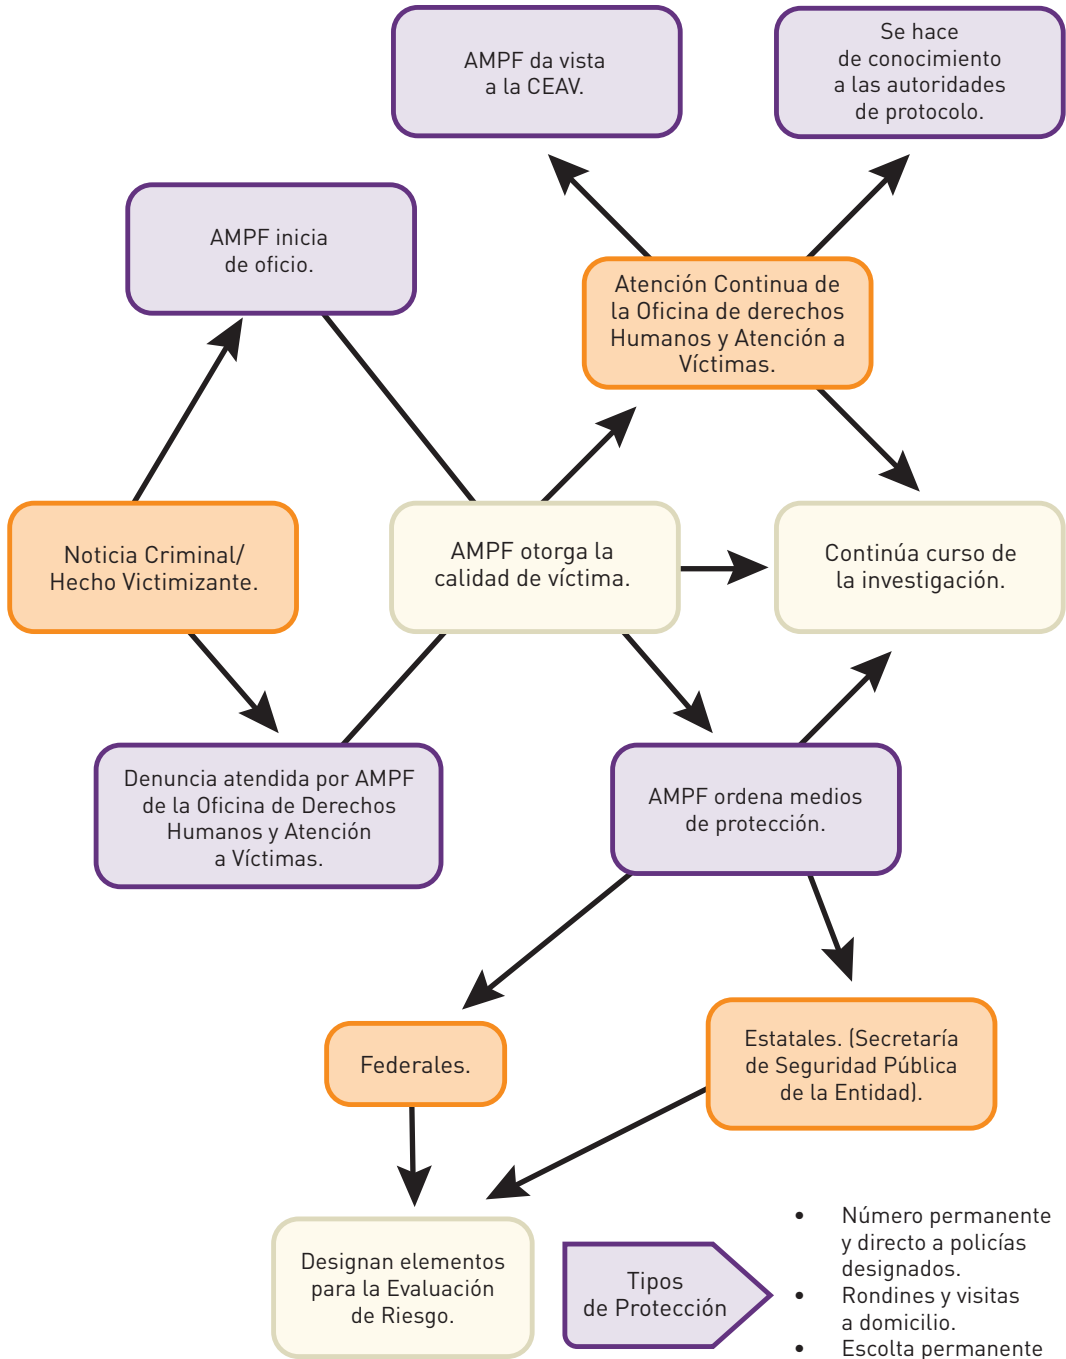 AMPF da vista
a la CEAV.
Se hace
de conocimiento
a las autoridades
de protocolo.
AMPF inicia
de oficio.
Atención Continua de
la Oficina de derechos
Humanos y Atención a
Víctimas.
Noticia Criminal/
Hecho Victimizante.
AMPF otorga la
calidad de víctima.
Continúa curso de
la investigación.
Denuncia atendida por AMPF
de la Oficina de Derechos
Humanos y Atención
a Víctimas.
AMPF ordena medios
de protección.
Federales.
Estatales. (Secretaría
de Seguridad Pública
de la Entidad).
Designan elementos
para la Evaluación
de Riesgo.
Tipos
de Protección
• Número permanente
y directo a policías
designados.
• Rondines y visitas
a domicilio.
• Escolta permanente